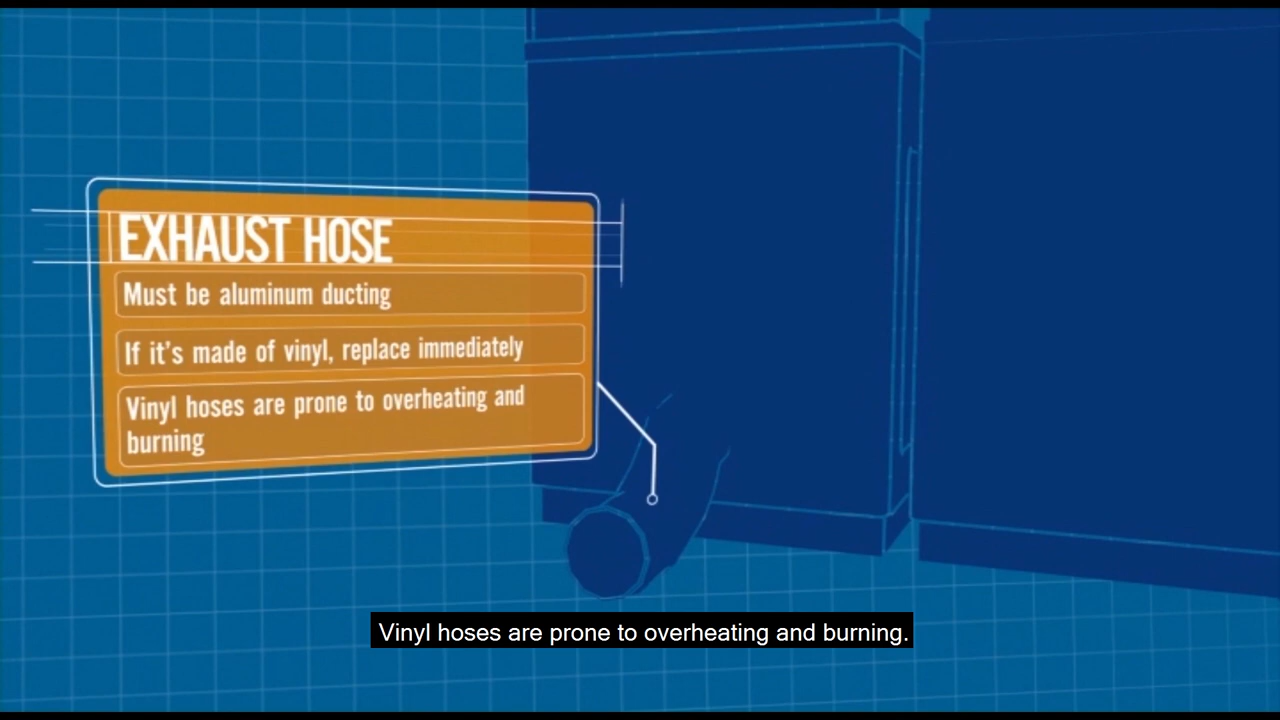 EXHAUST HOSE
Must be aluminum ducting
If it's made of vinyl, replace immediately
Vinyl hoses are prone to overheating and
burning
Vinyl hoses are prone to overheating and burning.